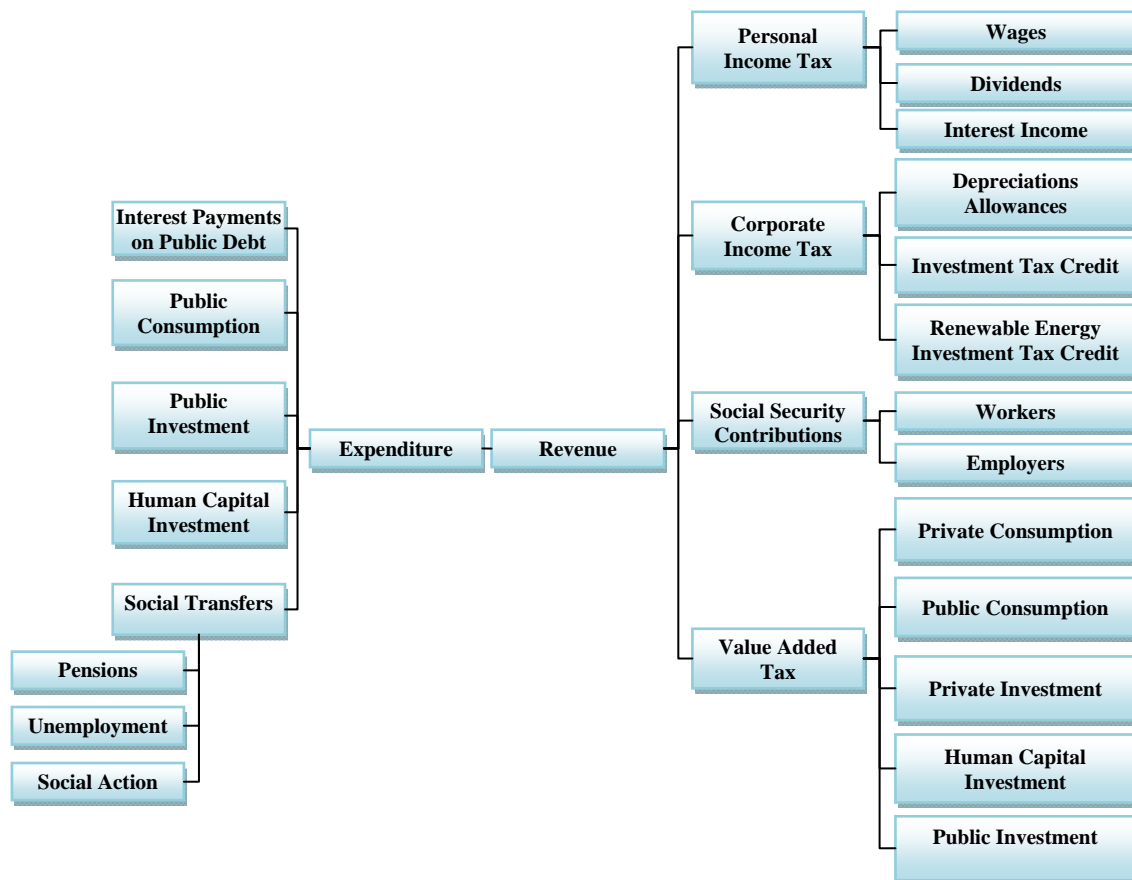 Interest Payments
on Public Debt
Public
Consumption
Public
Investment
Human Capital
Investment
Social Transfers
Pensions
Unemployment
Social Action
Expenditure
Revenue
Personal
Income Tax
Wages
Dividends
Interest Income
Corporate
Income Tax
Depreciations
Allowances
Investment Tax Credit
Renewable Energy
Investment Tax Credit
Social Security
Contributions
Workers
Employers
Value Added
Tax
Private Consumption
Public Consumption
Private Investment
Human Capital
Investment
Public Investment